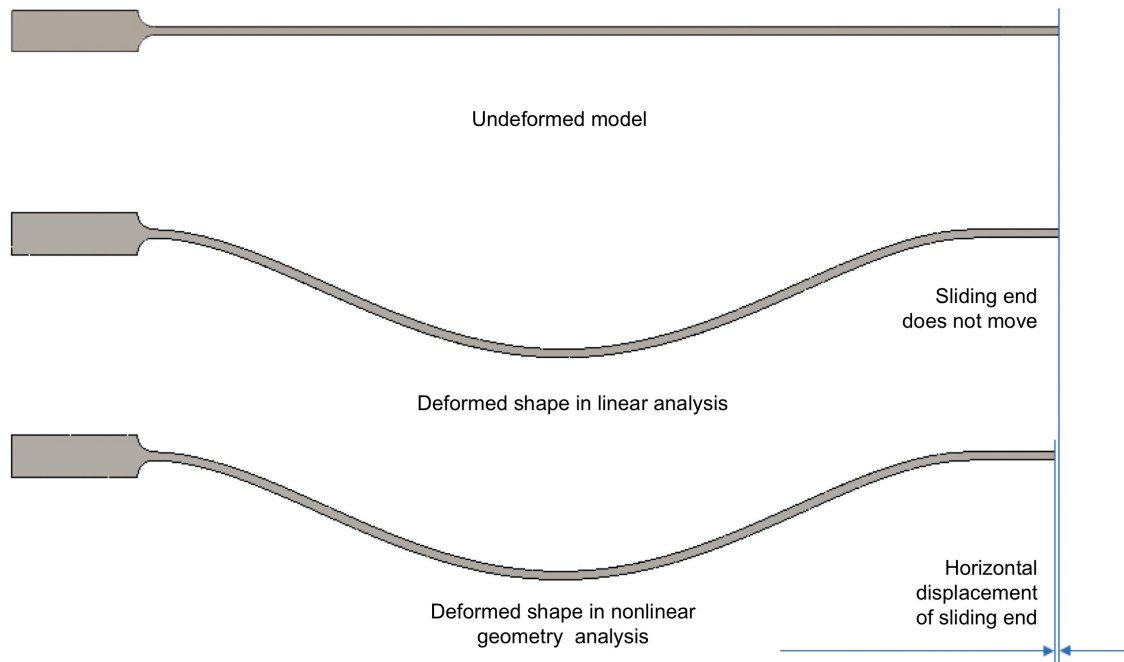 Undeformed model
Sliding end
does not move
Deformed shape in linear analysis
Horizontal
displacement
of sliding end
Deformed shape in nonlinear
geometry analysis